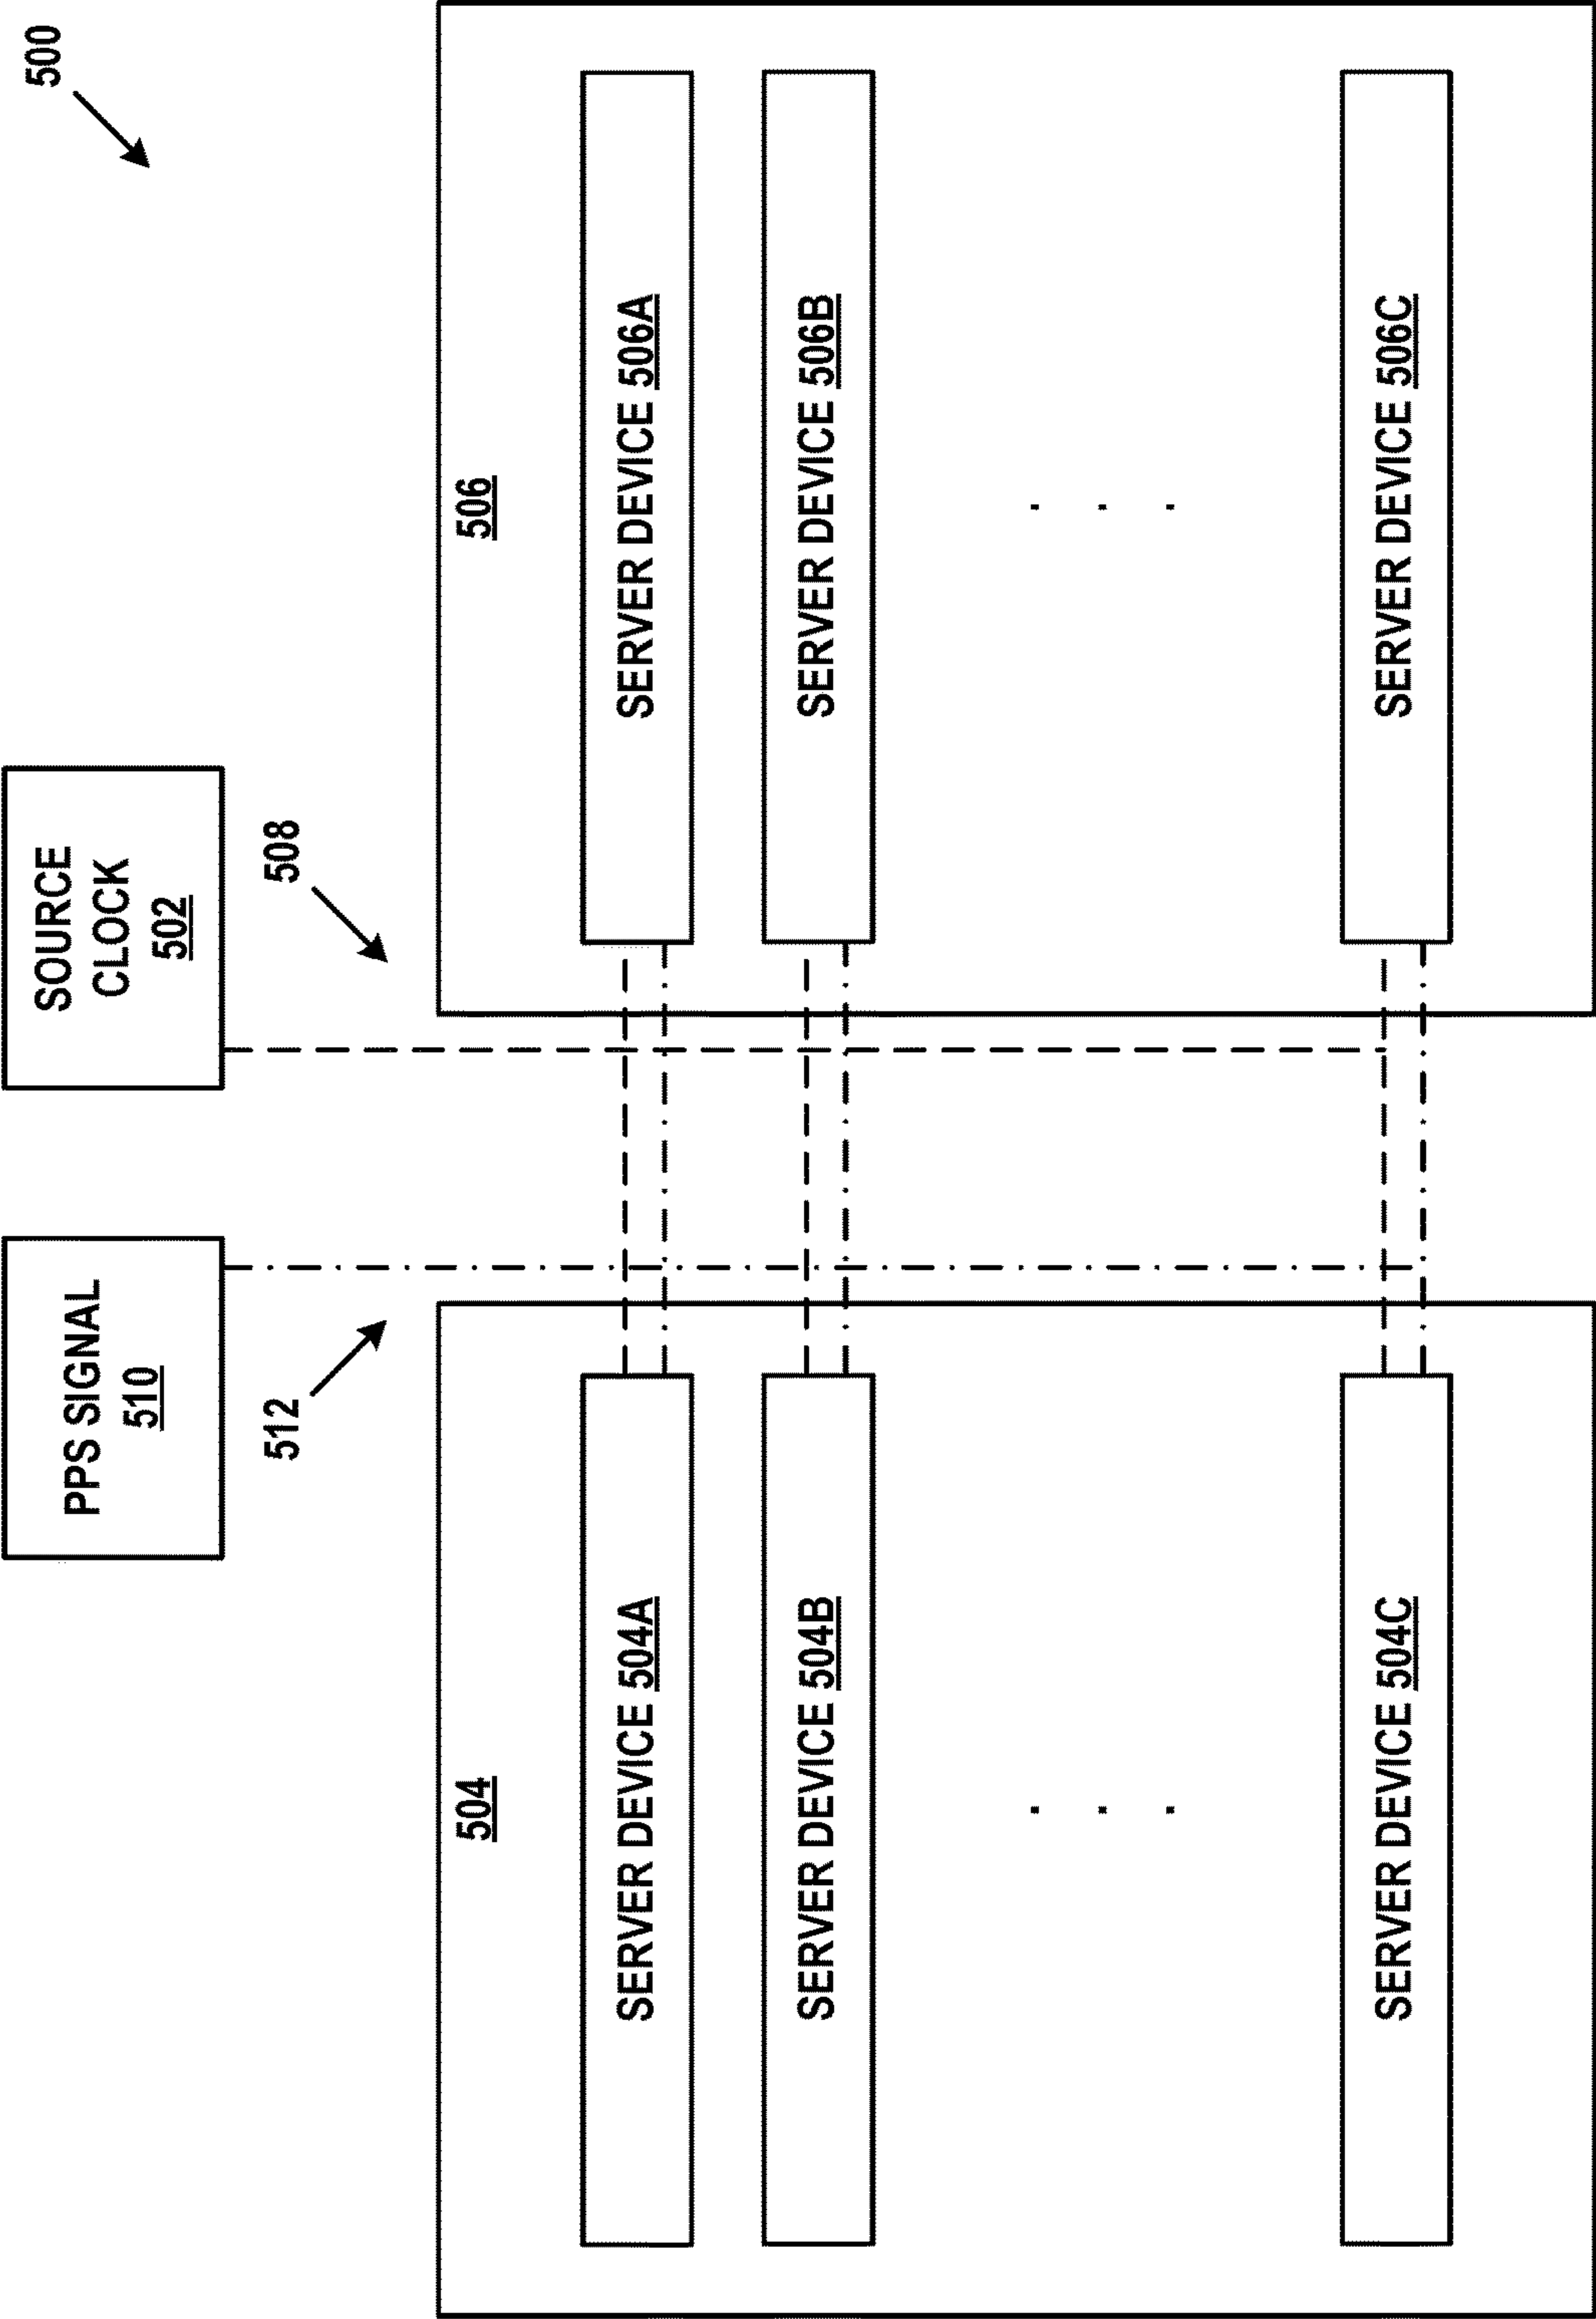 500
PPS SIGNAL
510
SOURCE
CLOCK
502
512
508
504
506
SERVER DEVICE 504A
SERVER DEVICE 506A
SERVER DEVICE 504B
SERVER DEVICE 506B
. . .
. . .
SERVER DEVICE 504C
SERVER DEVICE 506C